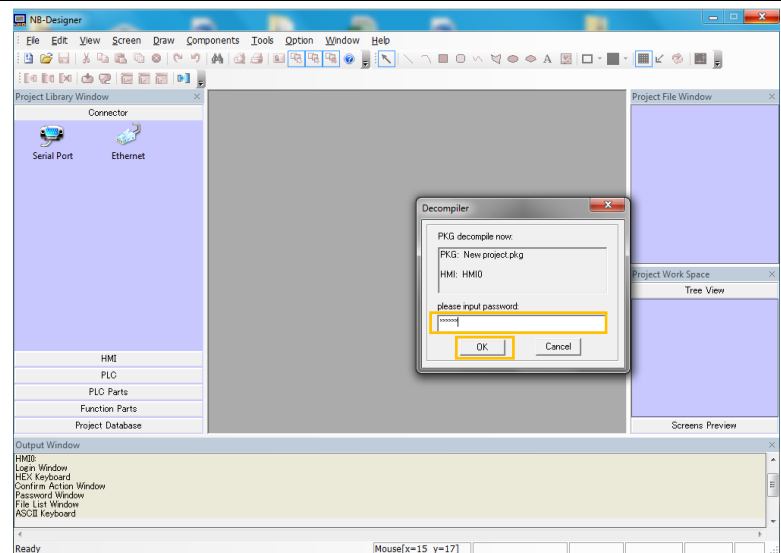 NB-Designer
File Edit View Screen Draw Components Tools Option Window Help
A
Project Library Window
Connector
Serial Port Ethernet
HMI
PLC
PLC Parts
Function Parts
Project Database
Project File Window
Decompiler
PKG decompile now:
PKG: New project.pkg
HMI: HMI0
please input password:
******
OK Cancel
Project Work Space
Tree View
Screens Preview
Output Window
HMI0:
Login Window
HEX Keyboard
Confirm Action Window
Password Window
File List Window
ASCII Keyboard
Ready Mouse[x=15 y=17]